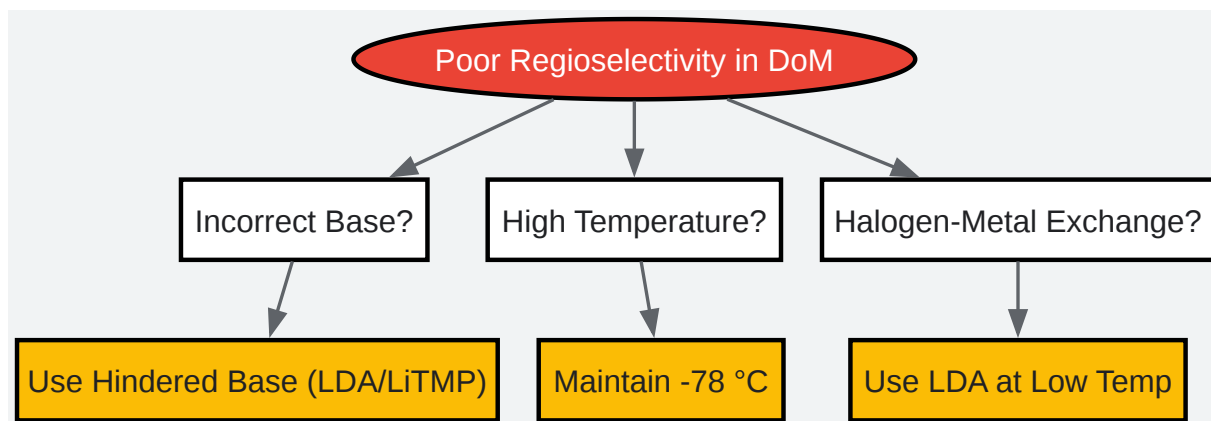 Poor Regioselectivity in DoM
Incorrect Base?
High Temperature?
Halogen-Metal Exchange?
Use Hindered Base (LDA/LiTMP)
Maintain -78 °C
Use LDA at Low Temp